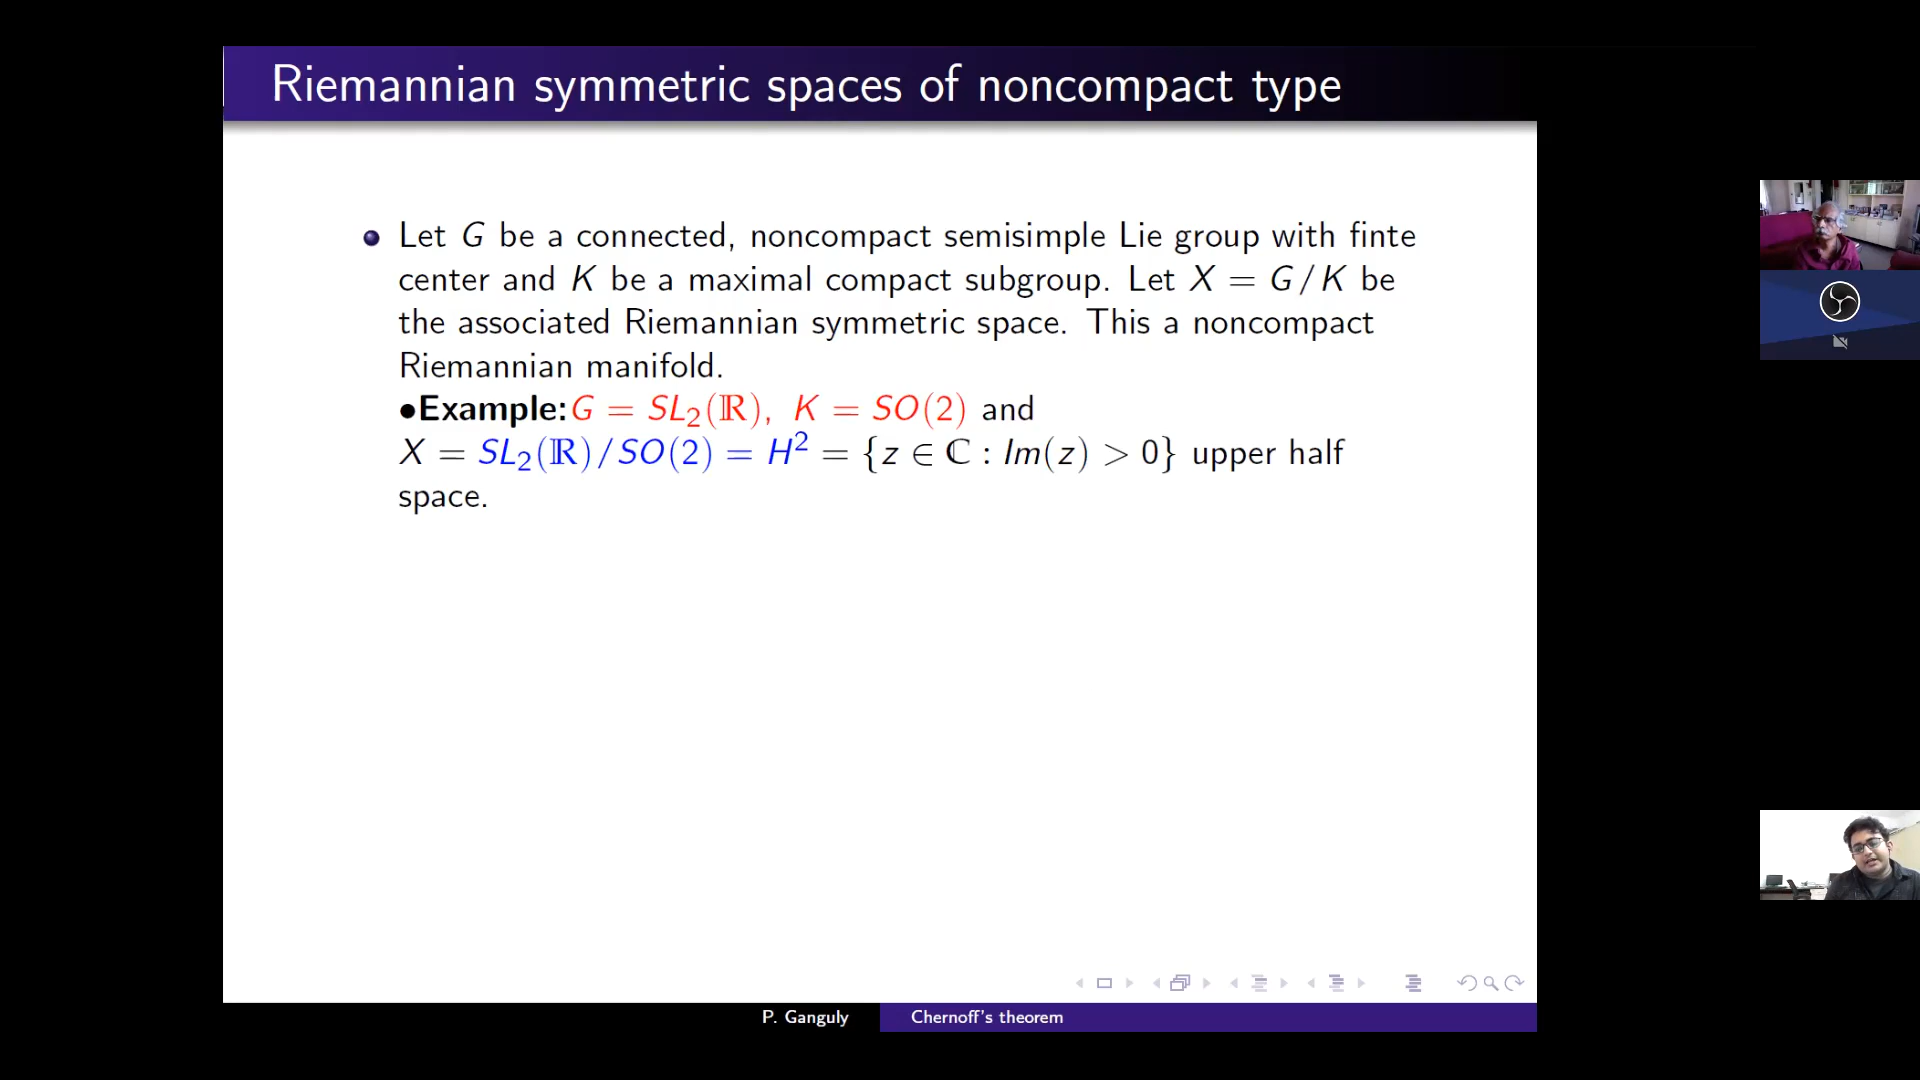 Riemannian symmetric spaces of noncompact type
• Let G be a connected, noncompact semisimple Lie group with finte
center and K be a maximal compact subgroup. Let X = G/K be
the associated Riemannian symmetric space. This a noncompact
Riemannian manifold.
•Example: G = SL₂(ℝ), K = SO(2) and
X = SL₂(ℝ)/SO(2) = H² = {z ∈ ℂ : Im(z) > 0} upper half
space.
P. Ganguly
Chernoff's theorem